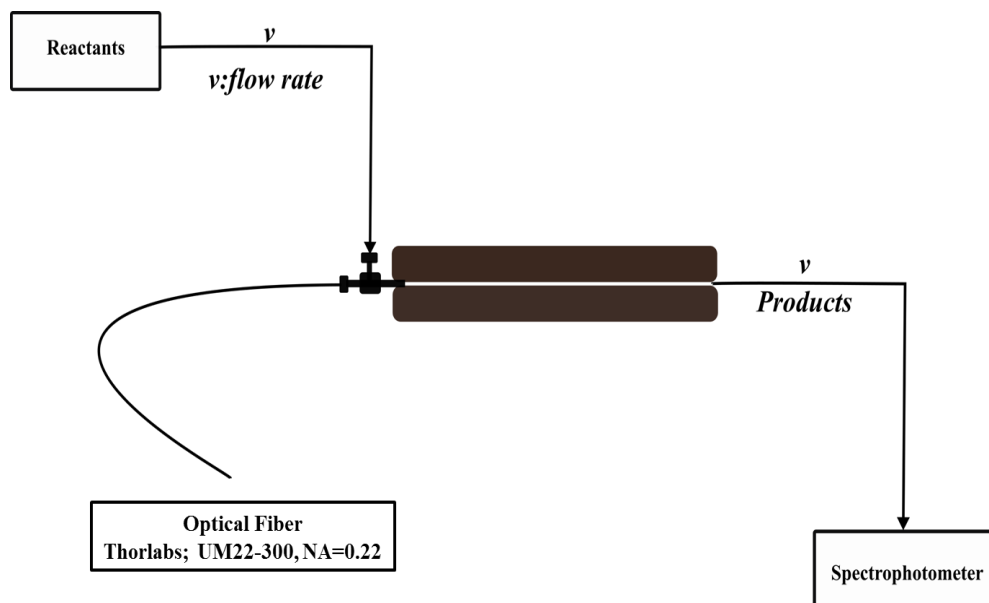 Reactants
v
v:flow rate
v
Products
Optical Fiber
Thorlabs; UM22-300, NA=0.22
Spectrophotometer